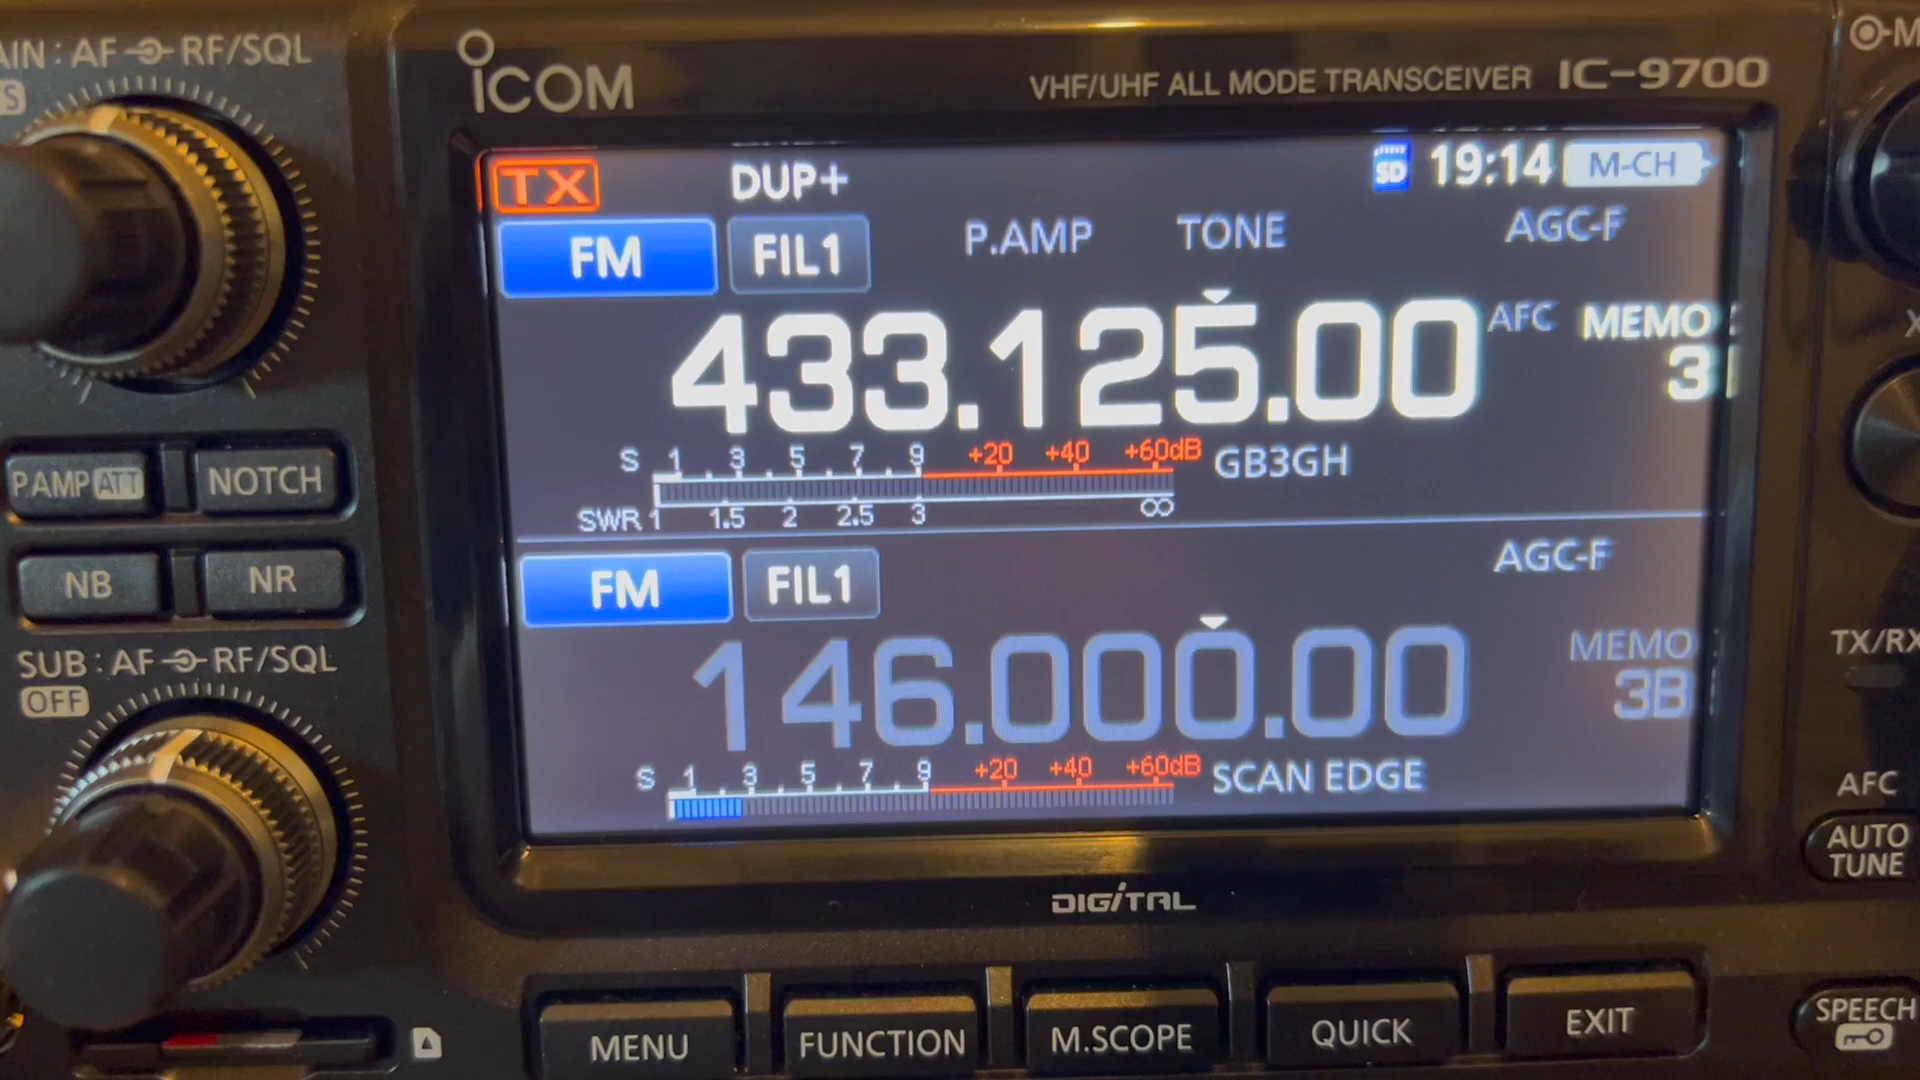 AIN : AF RF/SQL
S
ICOM
VHF/UHF ALL MODE TRANSCEIVER IC-9700
TX DUP+ SD 19:14 M-CH
FM FIL1 P.AMP TONE AGC-F
433.125.00 AFC MEMO
3
S 1 3 5 7 9 +20 +40 +60dB GB3GH
SWR 1 1.5 2 2.5 3 ∞
P.AMP ATT NOTCH
NB NR
FM FIL1 AGC-F
146.000.00 MEMO
3B
S 1 3 5 7 9 +20 +40 +60dB SCAN EDGE
SUB : AF RF/SQL
OFF
TX/RX
AFC
AUTO
TUNE
DIGITAL
MENU FUNCTION M.SCOPE QUICK EXIT
SPEECH